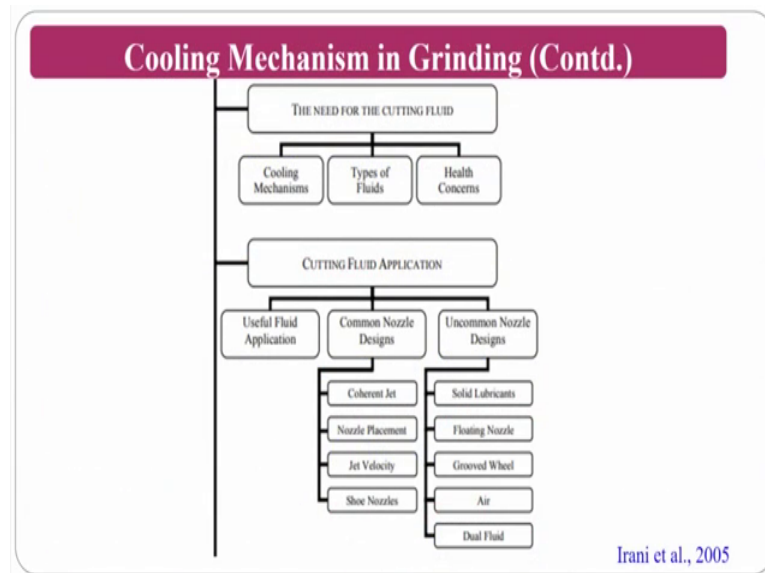 Cooling Mechanism in Grinding (Contd.)
THE NEED FOR THE CUTTING FLUID
Cooling
Mechanisms
Types of
Fluids
Health
Concerns
CUTTING FLUID APPLICATION
Useful Fluid
Application
Common Nozzle
Designs
Uncommon Nozzle
Designs
Coherent Jet
Nozzle Placement
Jet Velocity
Shoe Nozzles
Solid Lubricants
Floating Nozzle
Grooved Wheel
Air
Dual Fluid
Irani et al., 2005